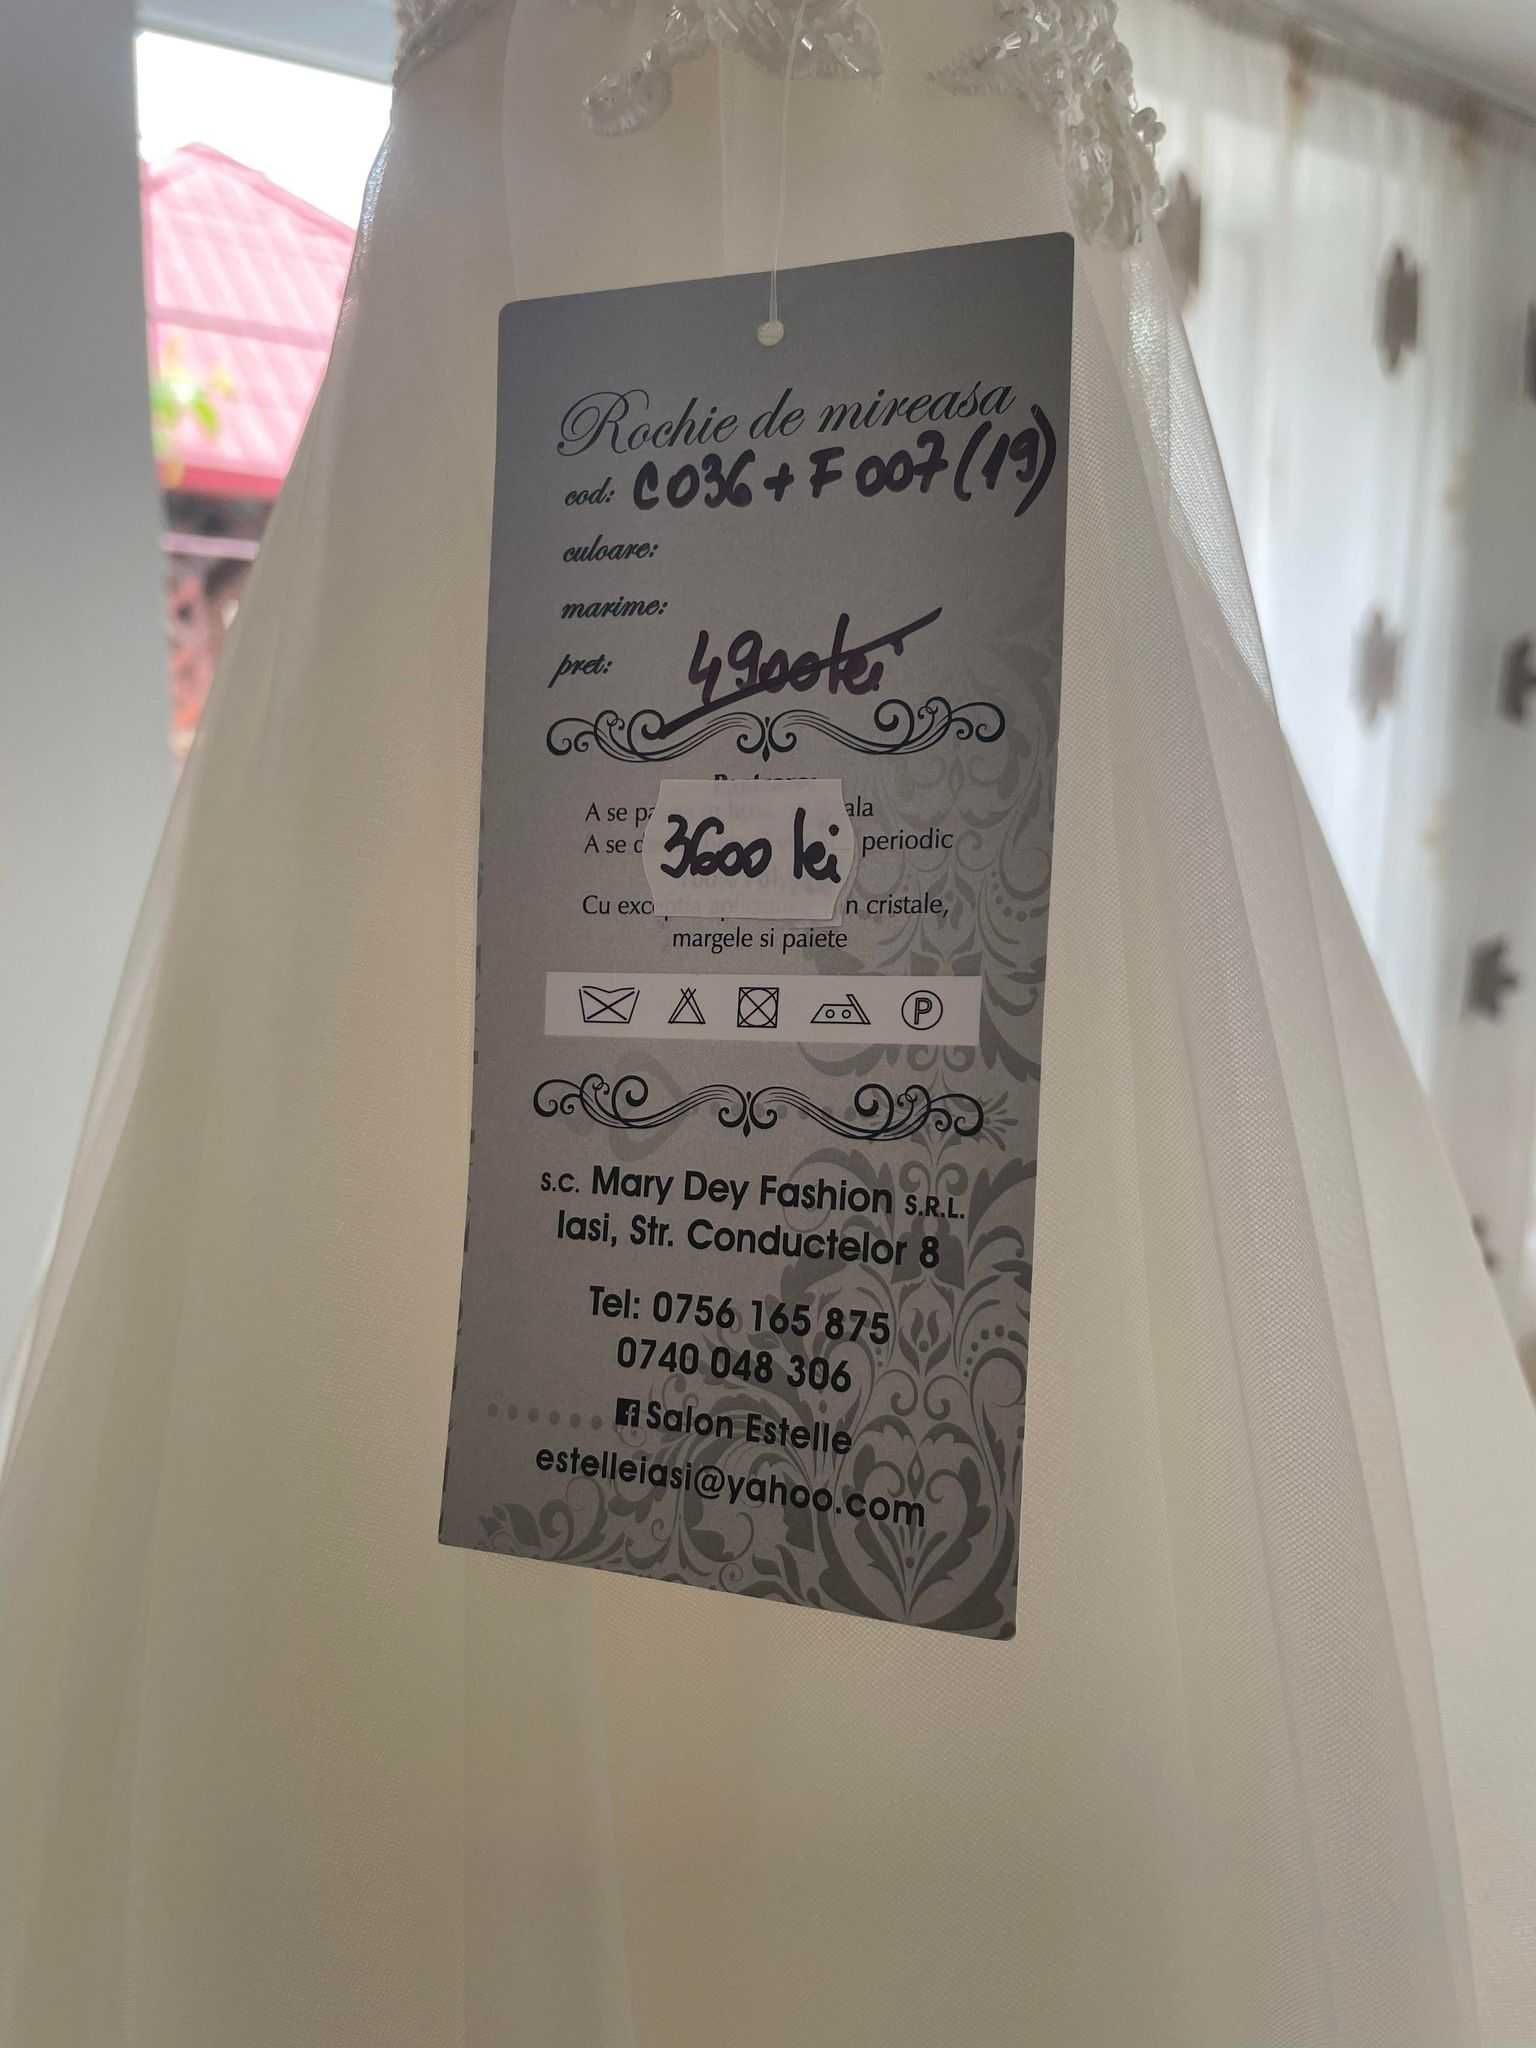 Rochie de mireasa
cod: C036 + F007 (19)
culoare:
marime:
pret: 4900 lei
A se
ala
A se
periodic
3600 lei
Cu
cristale,
margele si paiete
P
S.C. Mary Dey Fashion S.R.L.
Iasi, Str. Conductelor 8
Tel: 0756 165 875
0740 048 306
f Salon Estelle
estelleiasi@yahoo.com